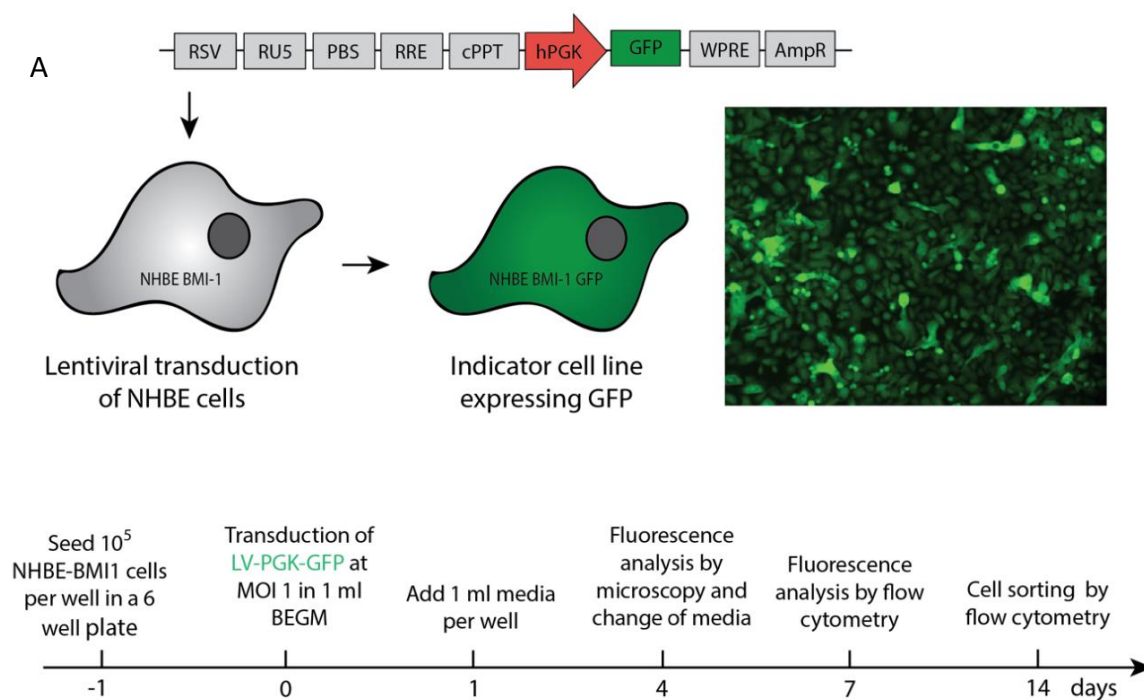 A
RSV RU5 PBS RRE cPPT hPGK GFP WPRE AmpR
NHBE BMI-1
NHBE BMI-1 GFP
Lentiviral transduction
of NHBE cells
Indicator cell line
expressing GFP
Seed 10⁵
NHBE-BMI1 cells
per well in a 6
well plate
Transduction of
LV-PGK-GFP at
MOI 1 in 1 ml
BEGM
Add 1 ml media
per well
Fluorescence
analysis by
microscopy and
change of media
Fluorescence
analysis by flow
cytometry
Cell sorting by
flow cytometry
-1 0 1 4 7 14 days